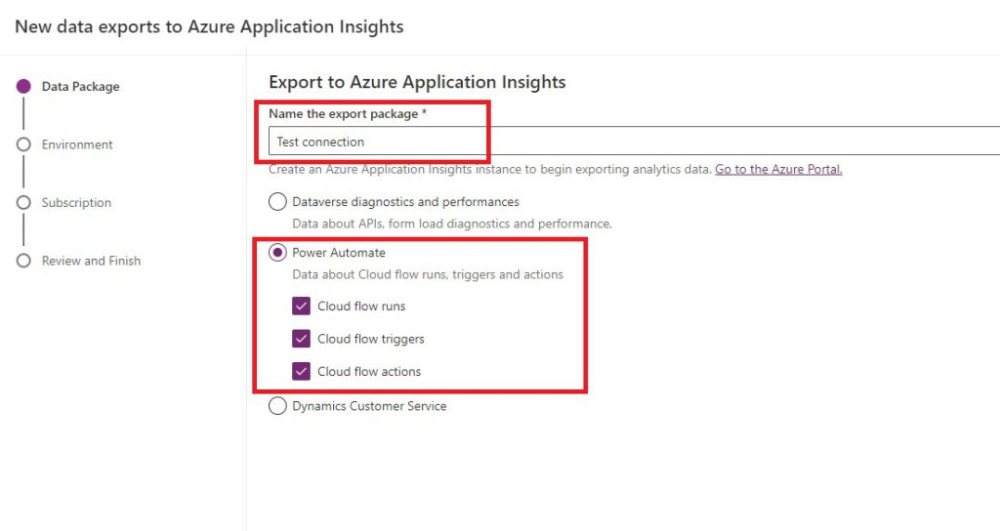 New data exports to Azure Application Insights
Data Package
Environment
Subscription
Review and Finish
Export to Azure Application Insights
Name the export package *
Test connection
Create an Azure Application Insights instance to begin exporting analytics data. Go to the Azure Portal.
Dataverse diagnostics and performances
Data about APIs, form load diagnostics and performance.
Power Automate
Data about Cloud flow runs, triggers and actions
Cloud flow runs
Cloud flow triggers
Cloud flow actions
Dynamics Customer Service